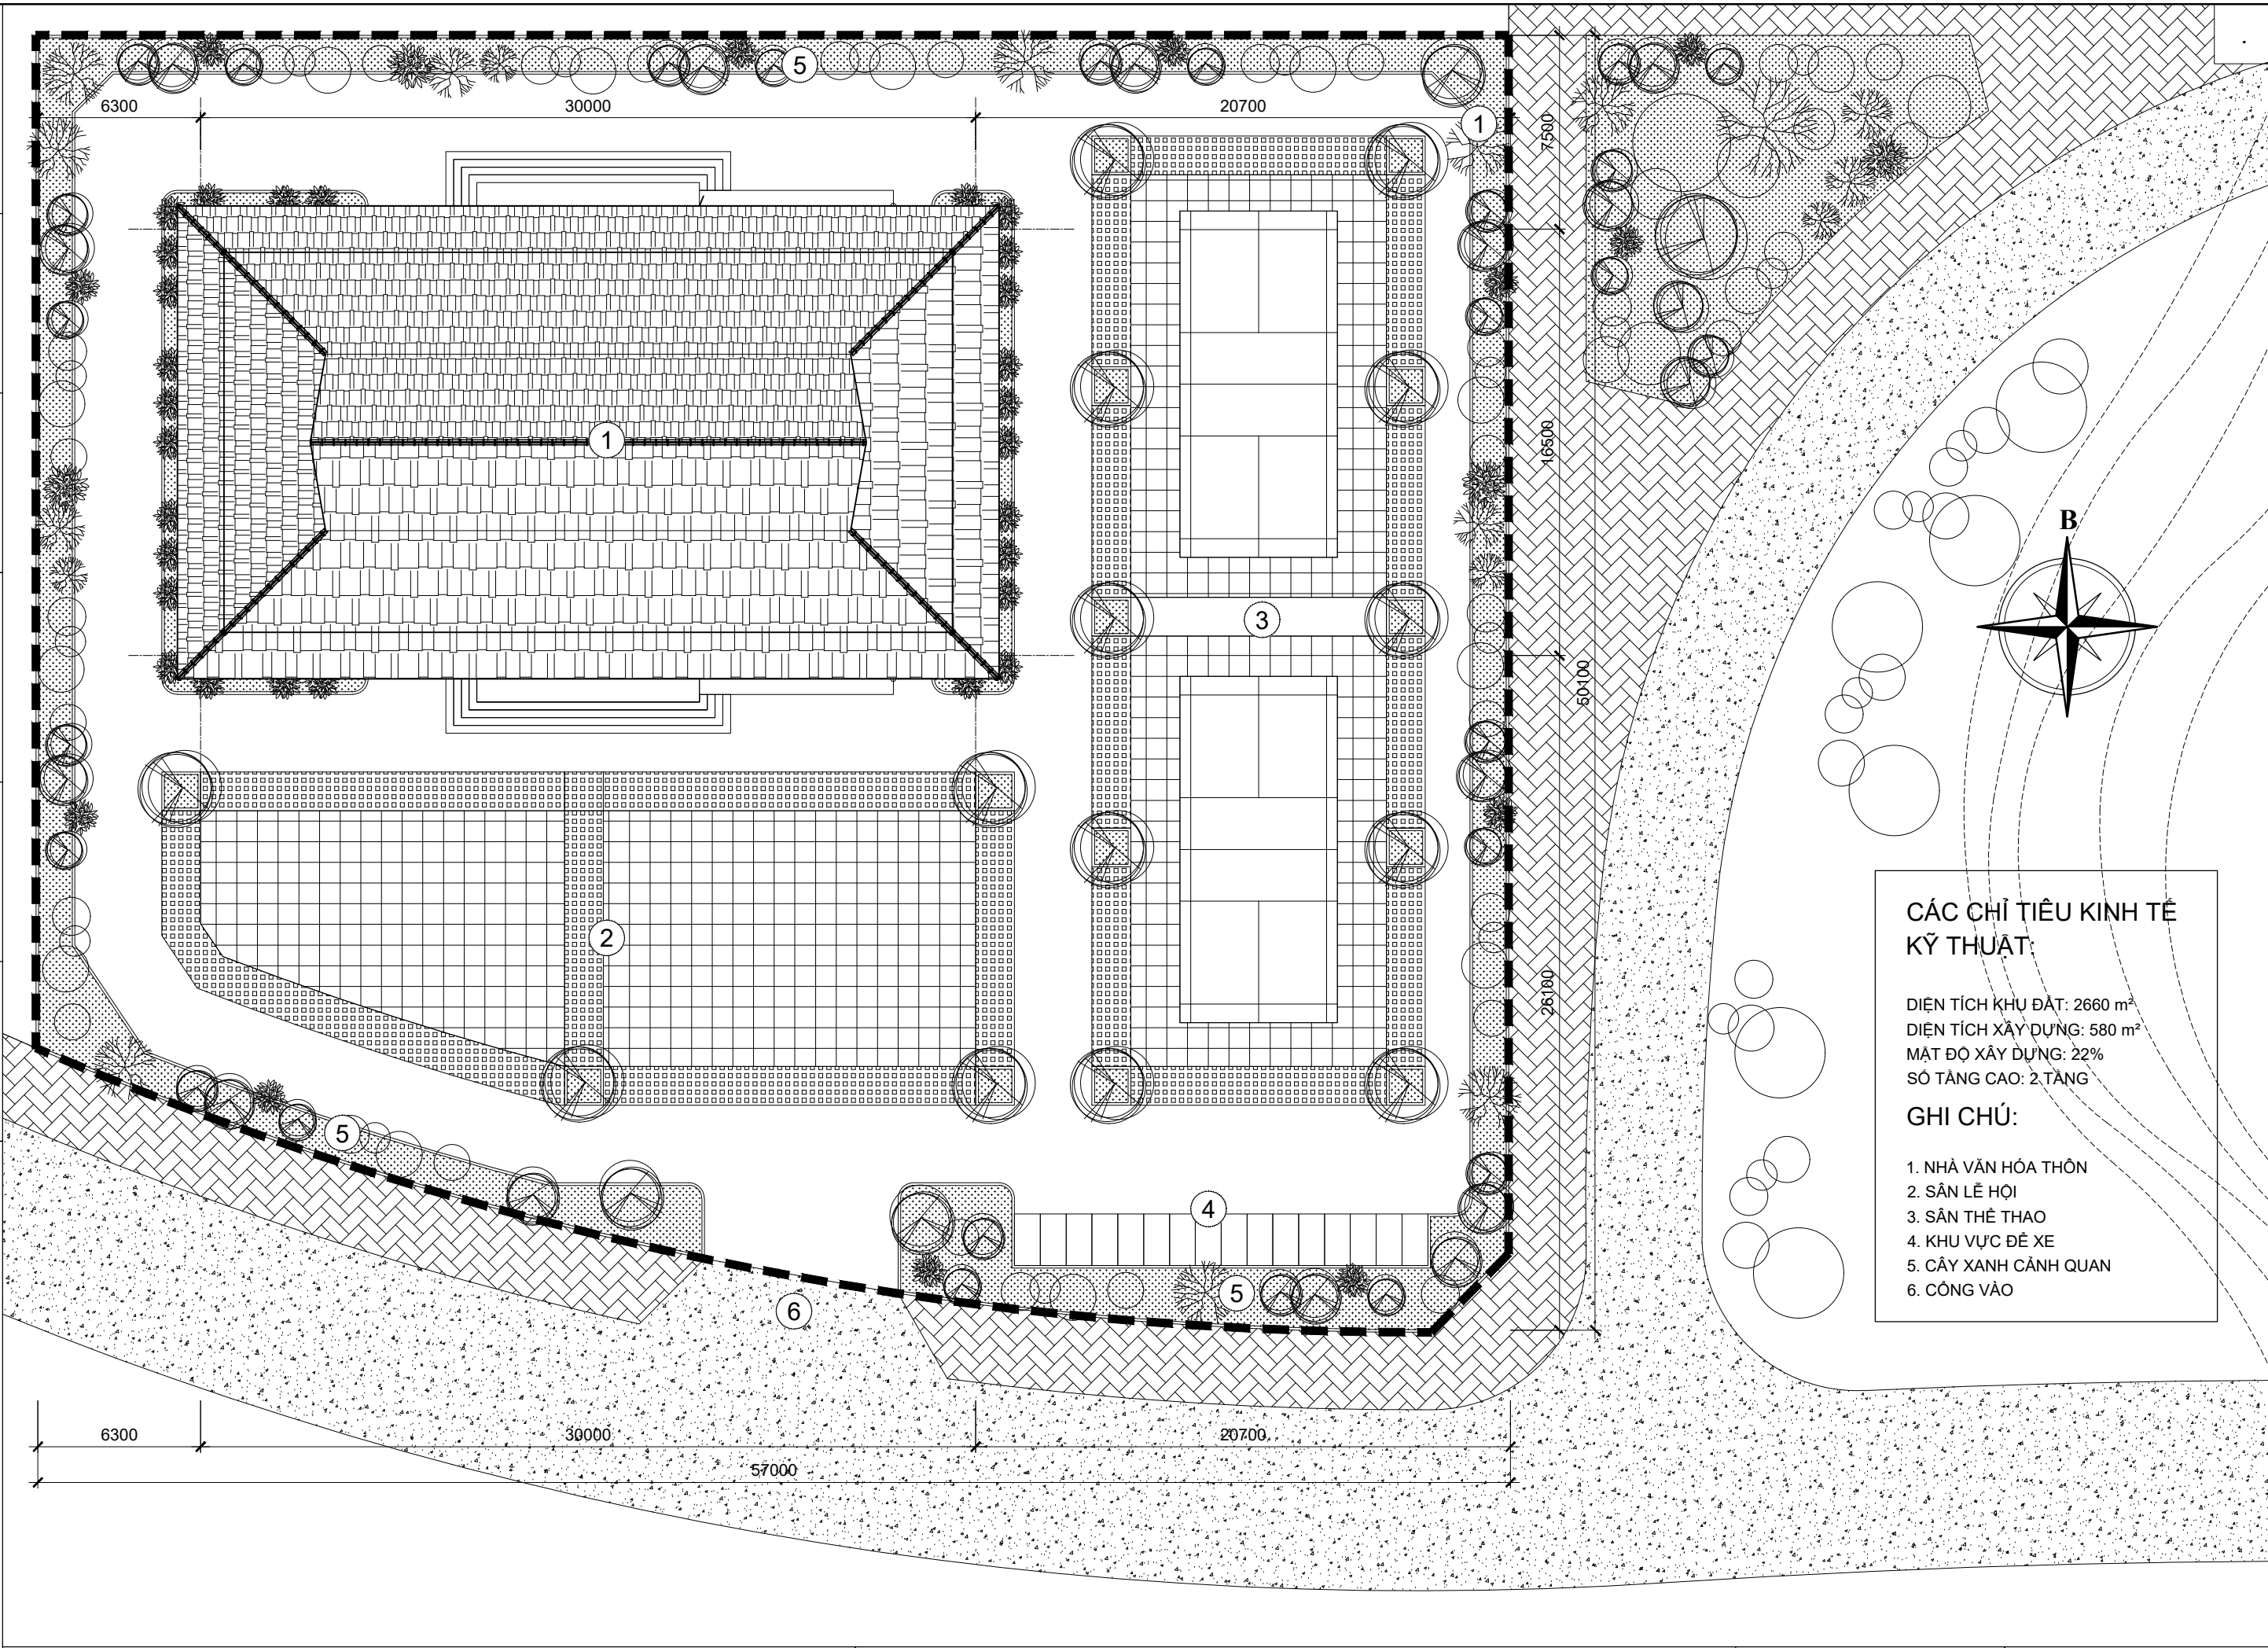 5
6300
30000
20700
1
7500
B
1
16500
3
50100
2
26100
CÁC CHỈ TIÊU KINH TẾ
KỸ THUẬT:
DIỆN TÍCH KHU ĐẤT: 2660 m²
DIỆN TÍCH XÂY DỰNG: 580 m²
MẬT ĐỘ XÂY DỰNG: 22%
SỐ TẦNG CAO: 2 TẦNG
GHI CHÚ:
1. NHÀ VĂN HÓA THÔN
2. SÂN LỄ HỘI
3. SÂN THỂ THAO
4. KHU VỰC ĐỂ XE
5. CÂY XANH CẢNH QUAN
6. CỔNG VÀO
5
4
5
6
6300
30000
20700
57000